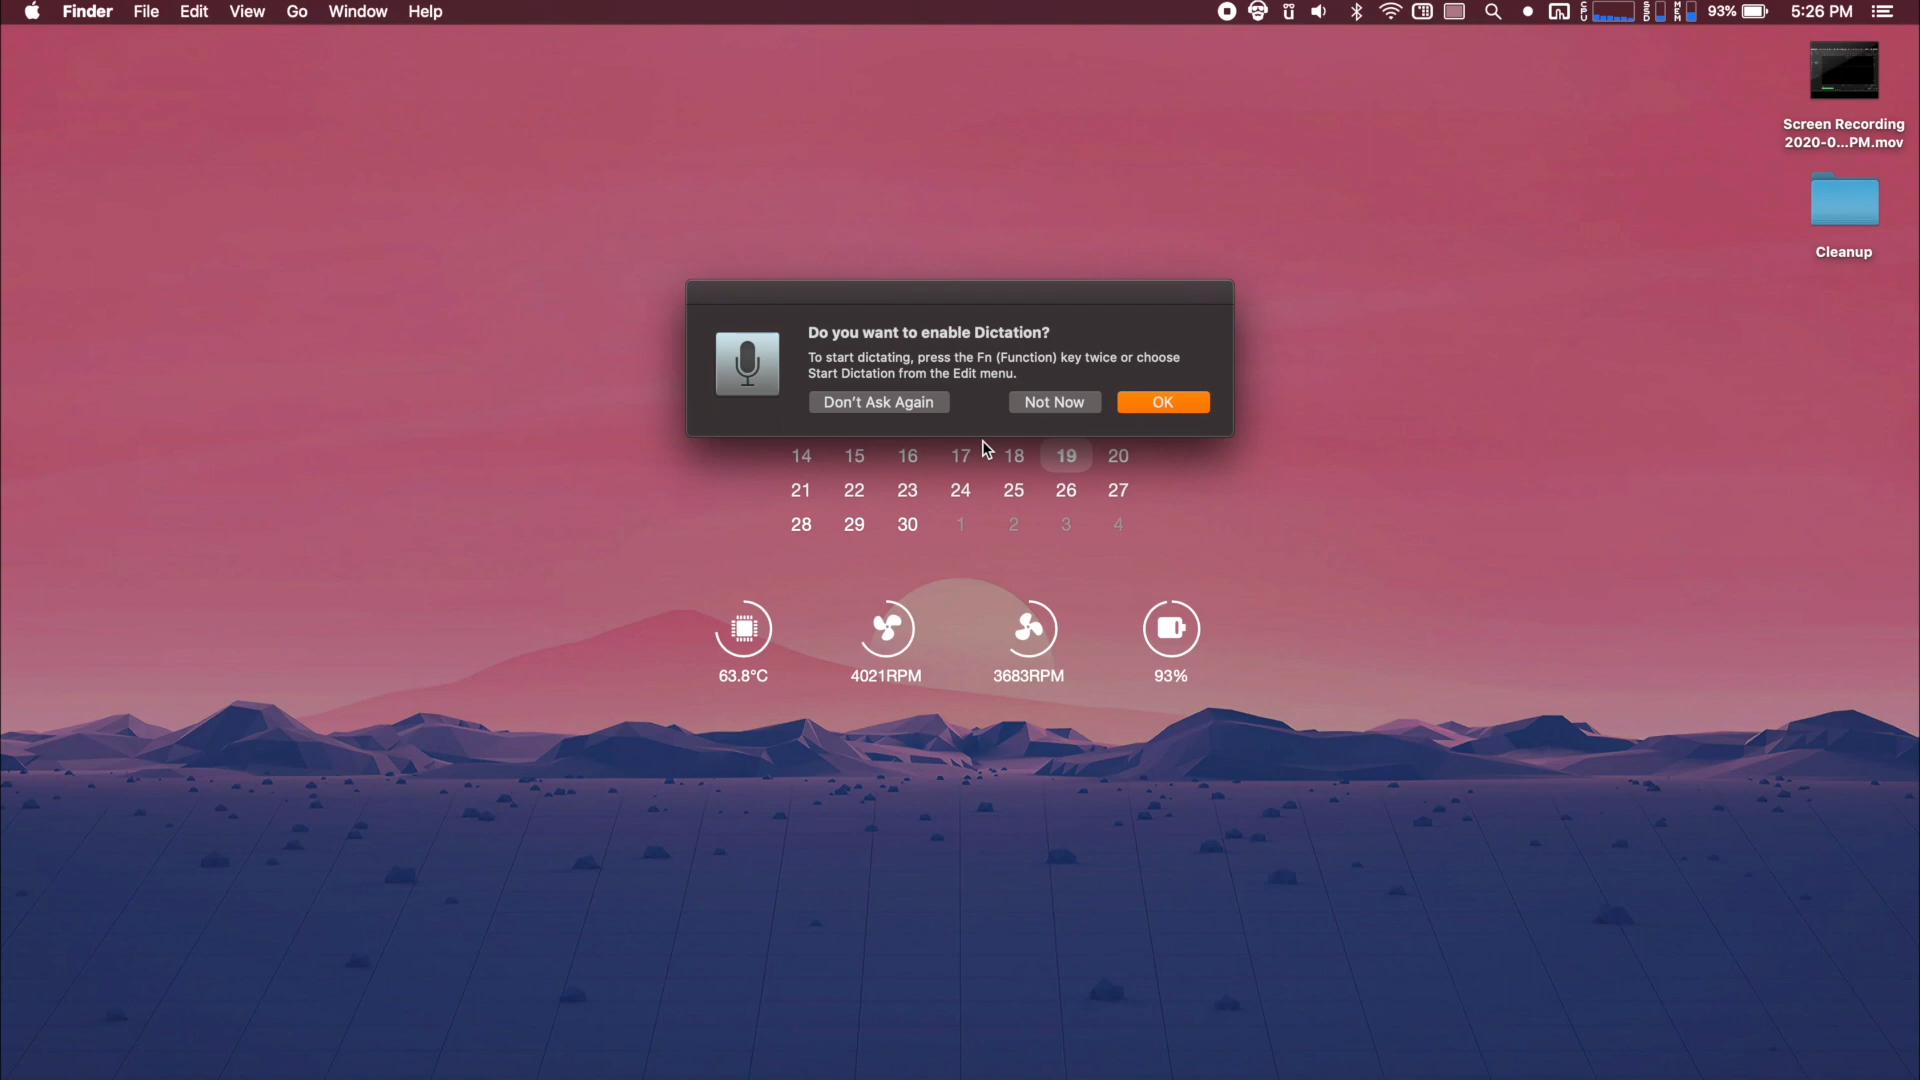 Finder File Edit View Go Window Help
ü CPU SSD MEM 93% 5:26 PM
Screen Recording
2020-0...PM.mov
Cleanup
Do you want to enable Dictation?
To start dictating, press the Fn (Function) key twice or choose
Start Dictation from the Edit menu.
Don't Ask Again Not Now OK
14 15 16 17 18 19 20
21 22 23 24 25 26 27
28 29 30 1 2 3 4
63.8°C 4021RPM 3683RPM 93%